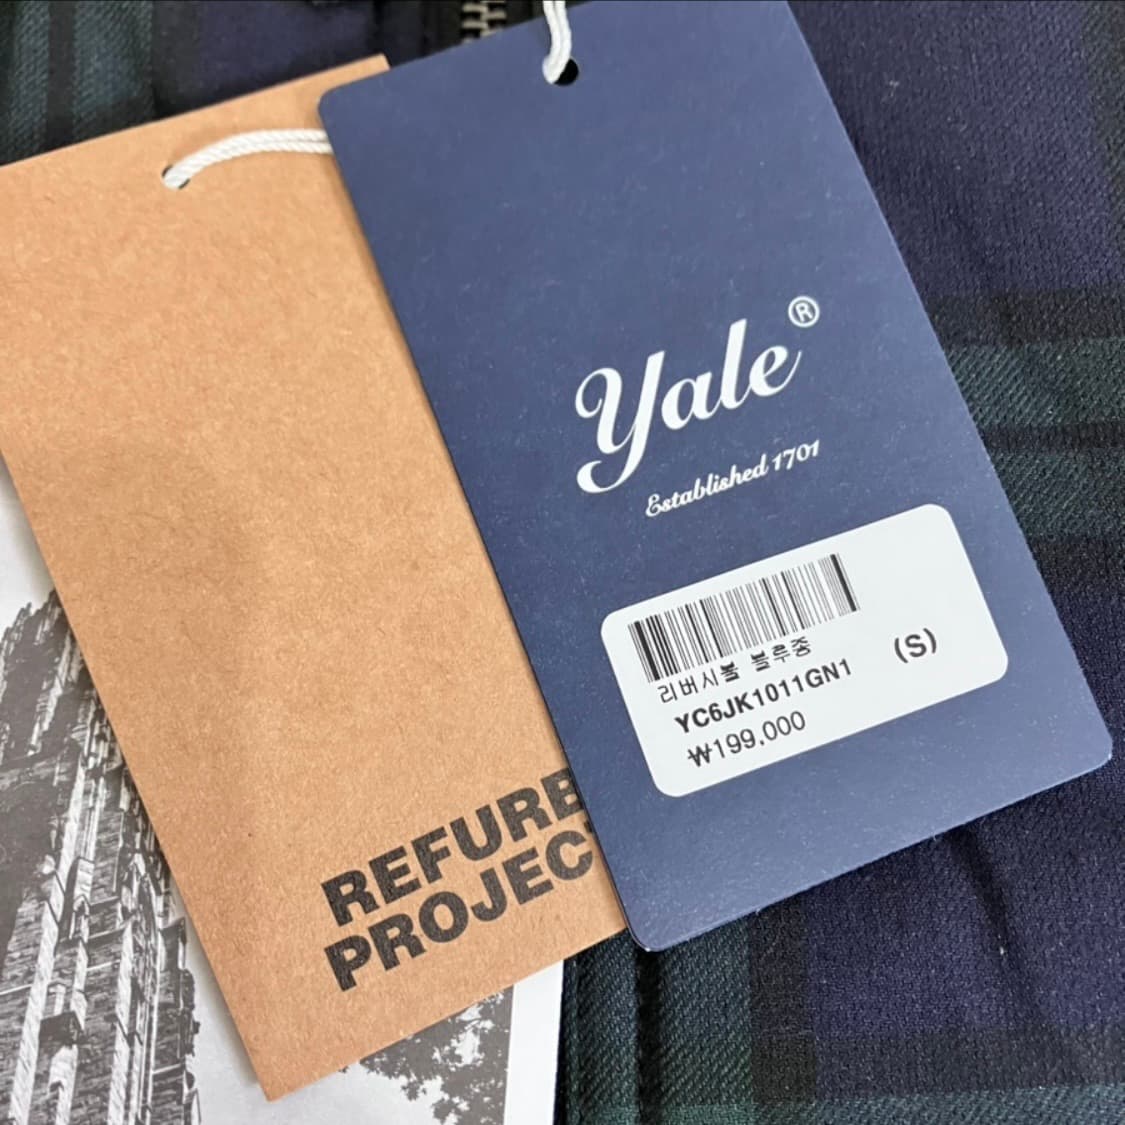 Yale®
Established 1701
리버시블 블루종
(S)
YC6JK1011GN1
₩199,000
REFURB
PROJEC